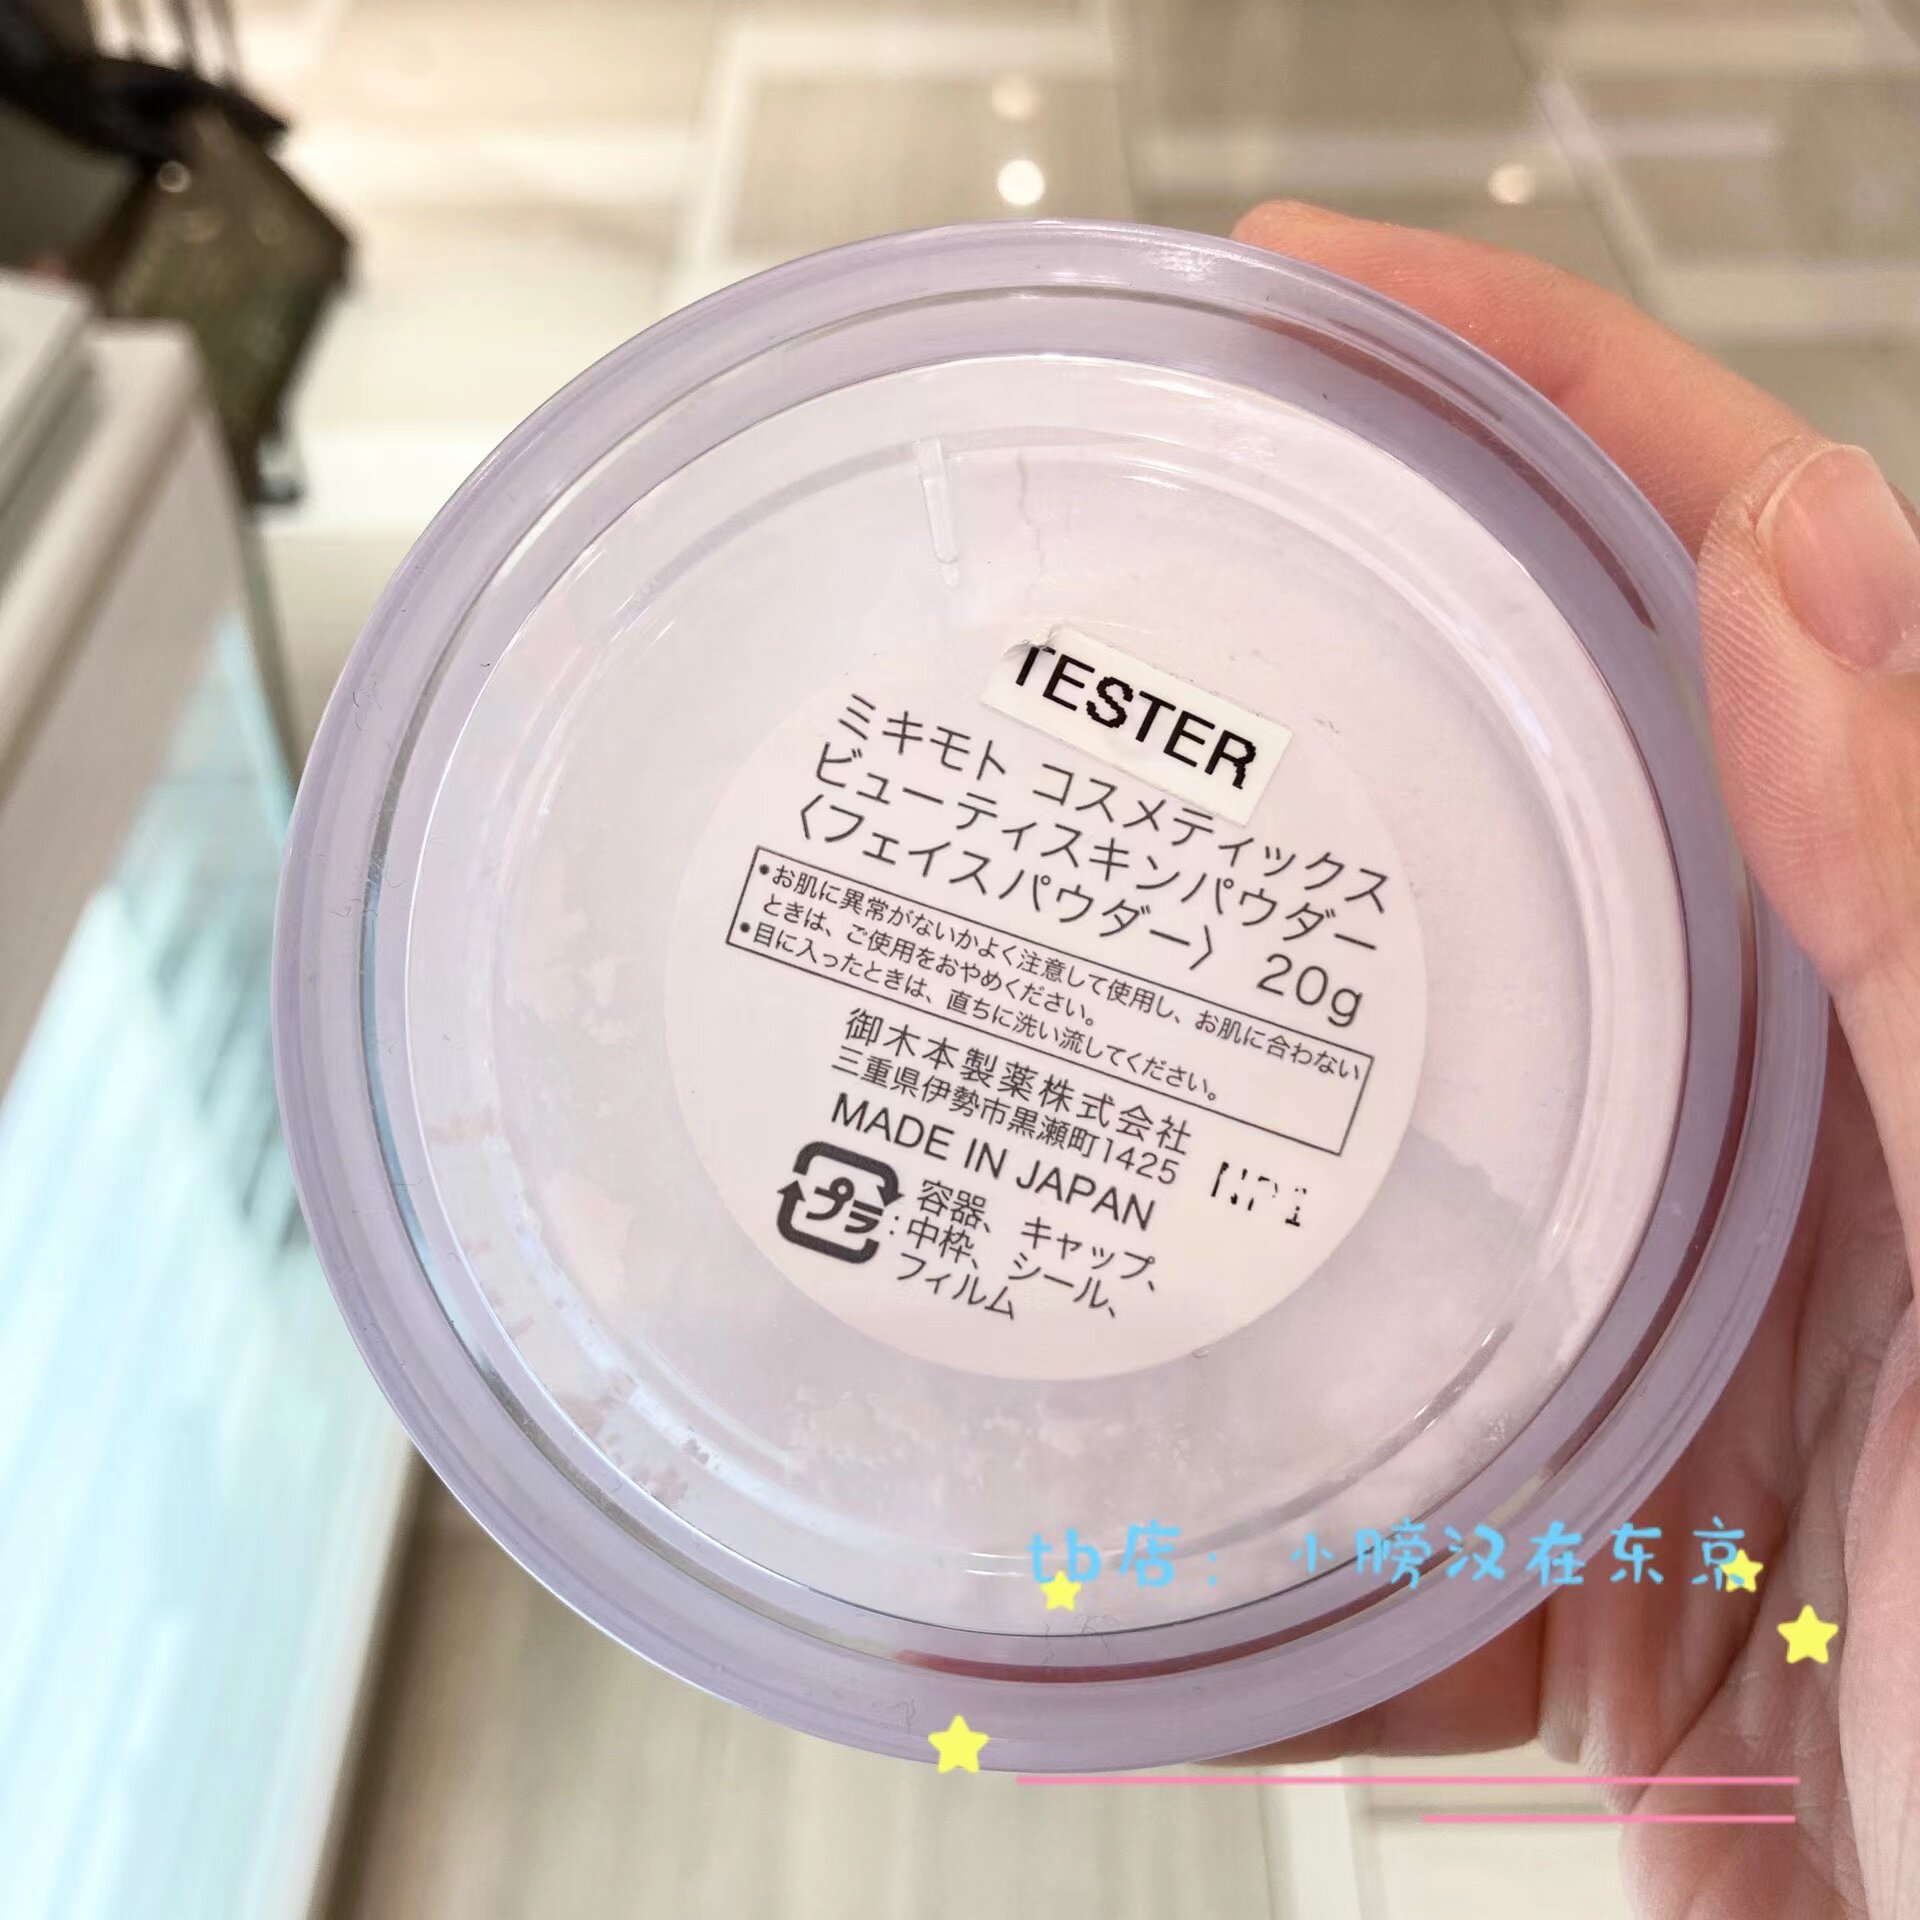 TESTER
ミキモト コスメティックス
ビューティスキンパウダー
〈フェイスパウダー〉 20g
•お肌に異常がないかよく注意して使用し、お肌に合わない
ときは、ご使用をおやめください。
•目に入ったときは、直ちに洗い流してください。
御木本製薬株式会社
三重県伊勢市黒瀬町1425
MADE IN JAPAN
プラ
:容器、キャップ、
中枠、シール、
フィルム
tb店：小膀汉在东京